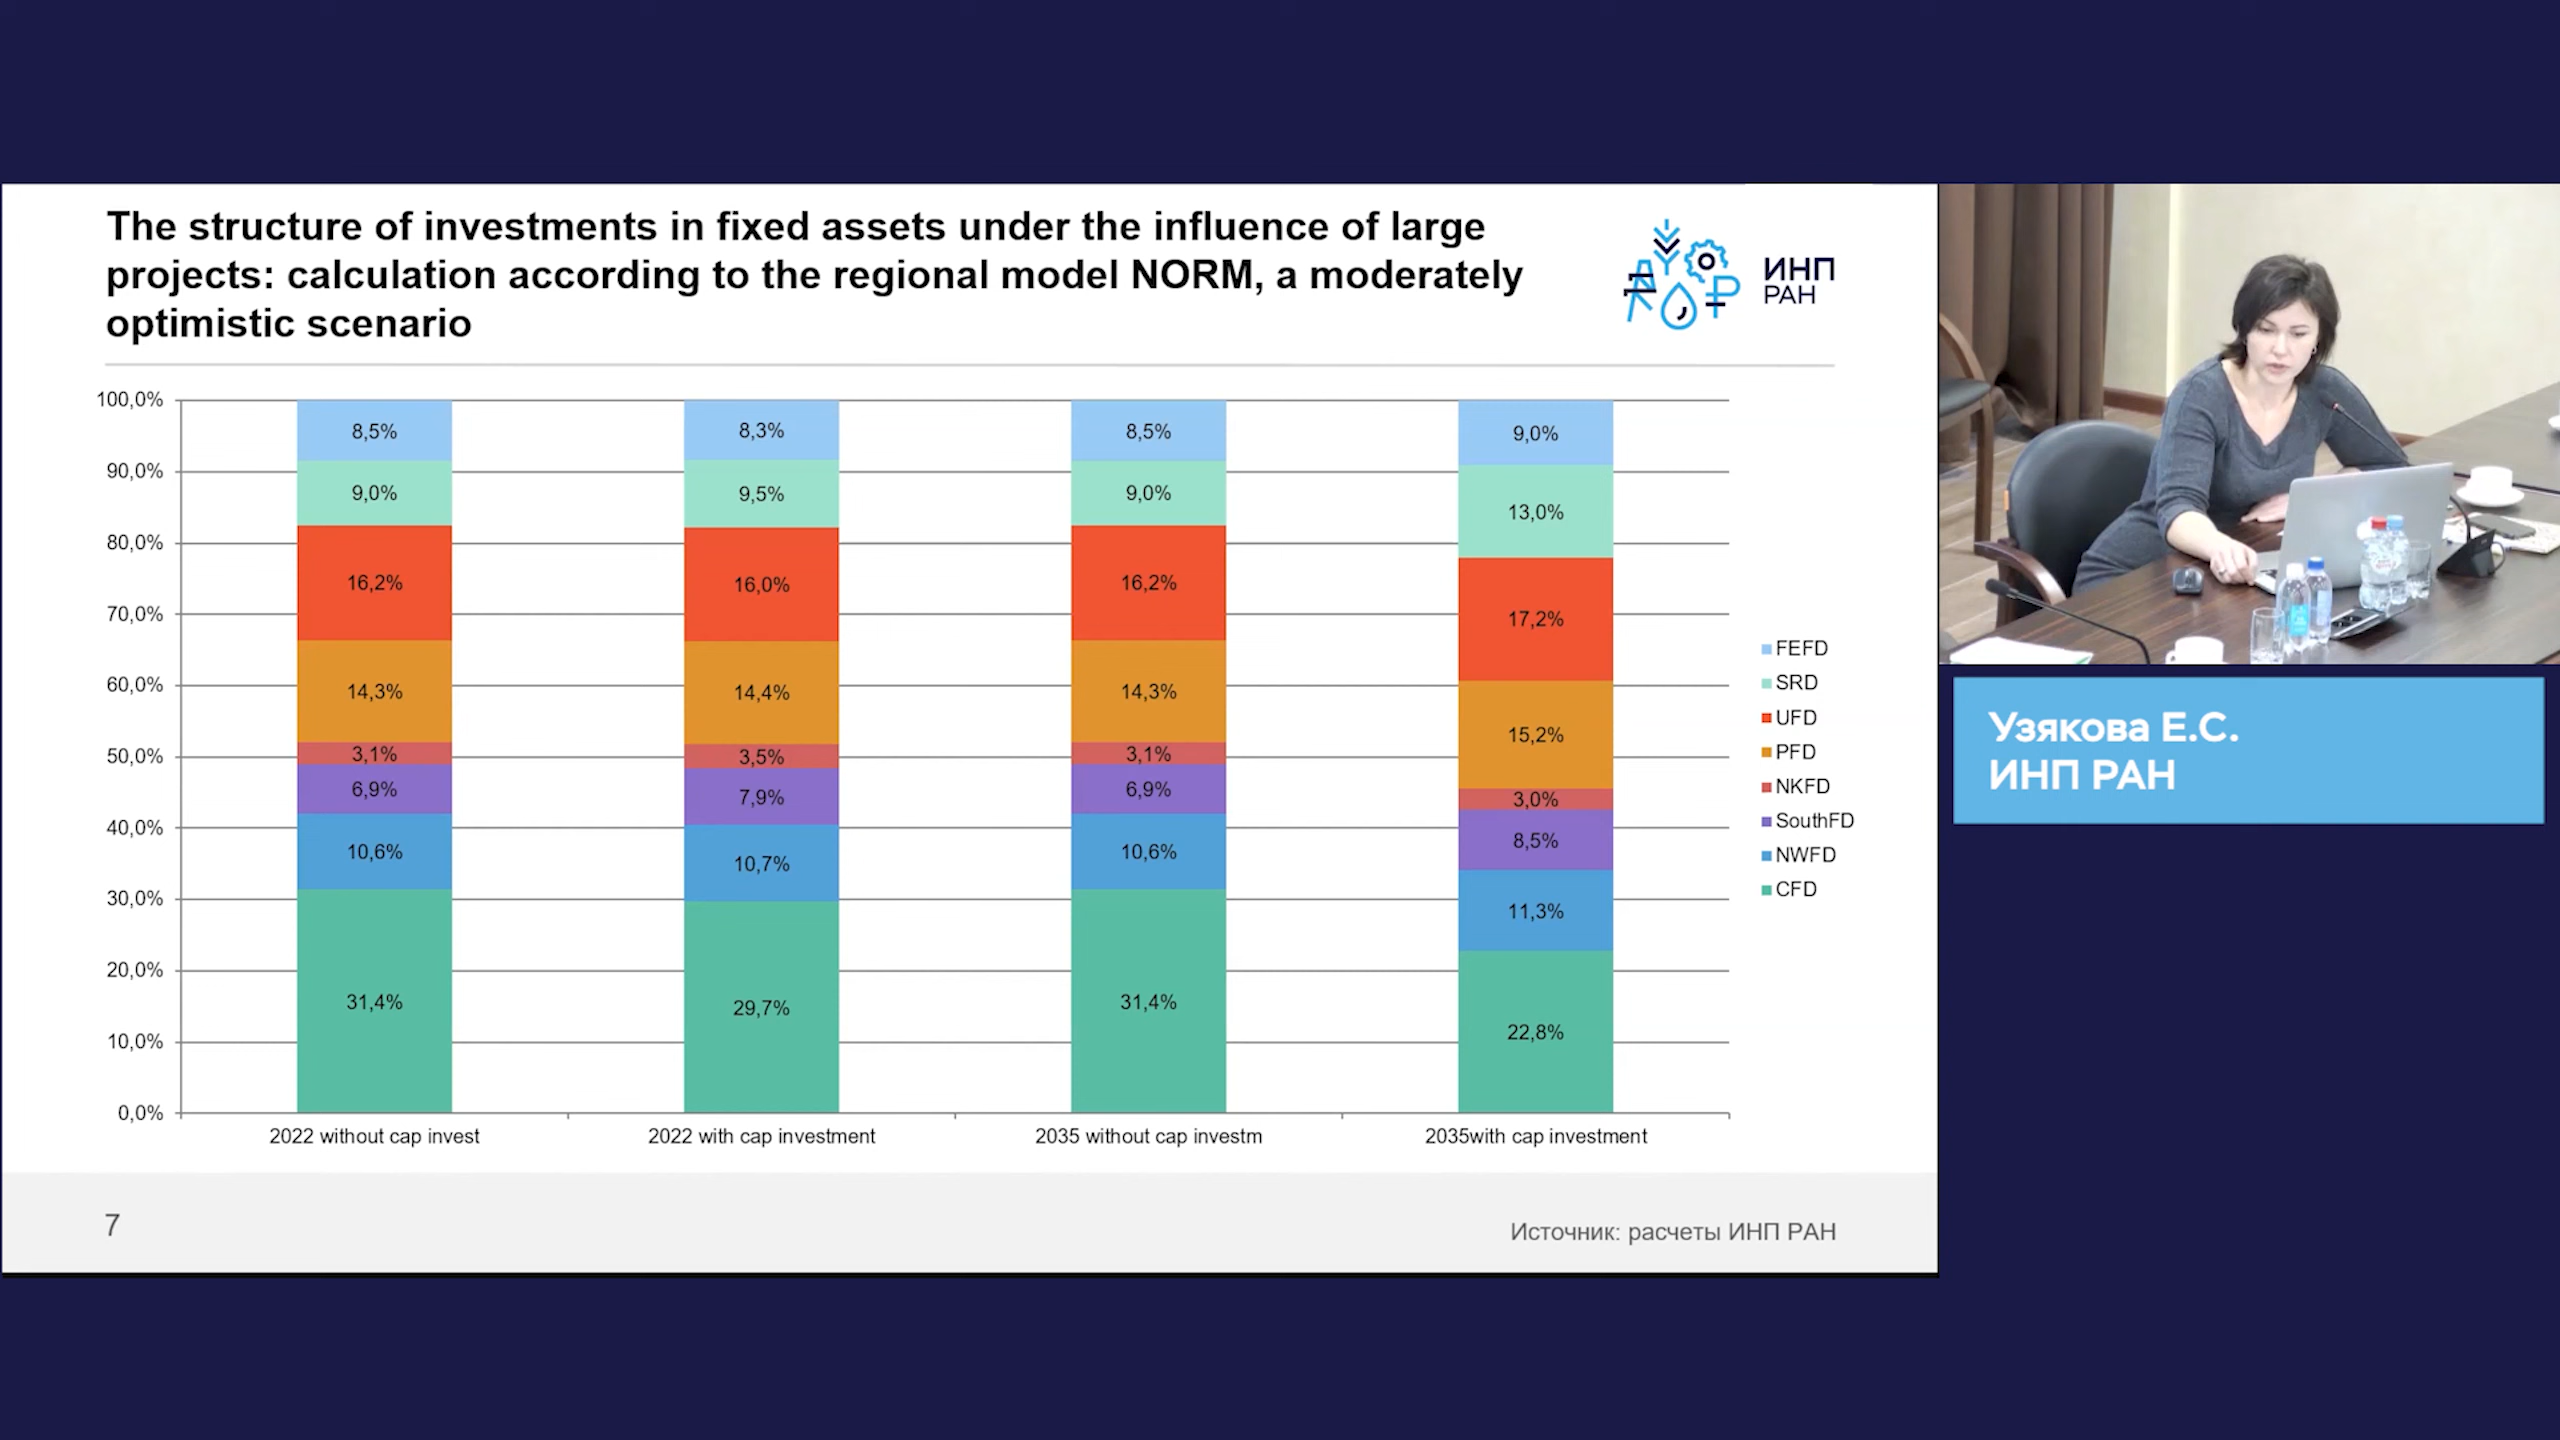 The structure of investments in fixed assets under the influence of large
projects: calculation according to the regional model NORM, a moderately
optimistic scenario
ИНП
РАН
100,0%
90,0%
80,0%
70,0%
60,0%
50,0%
40,0%
30,0%
20,0%
10,0%
0,0%
8,5%
9,0%
16,2%
14,3%
3,1%
6,9%
10,6%
31,4%
8,3%
9,5%
16,0%
14,4%
3,5%
7,9%
10,7%
29,7%
8,5%
9,0%
16,2%
14,3%
3,1%
6,9%
10,6%
31,4%
9,0%
13,0%
17,2%
15,2%
3,0%
8,5%
11,3%
22,8%
2022 without cap invest
2022 with cap investment
2035 without cap investm
2035with cap investment
FEFD
SRD
UFD
PFD
NKFD
SouthFD
NWFD
CFD
7
Источник: расчеты ИНП РАН
Узякова Е.С.
ИНП РАН